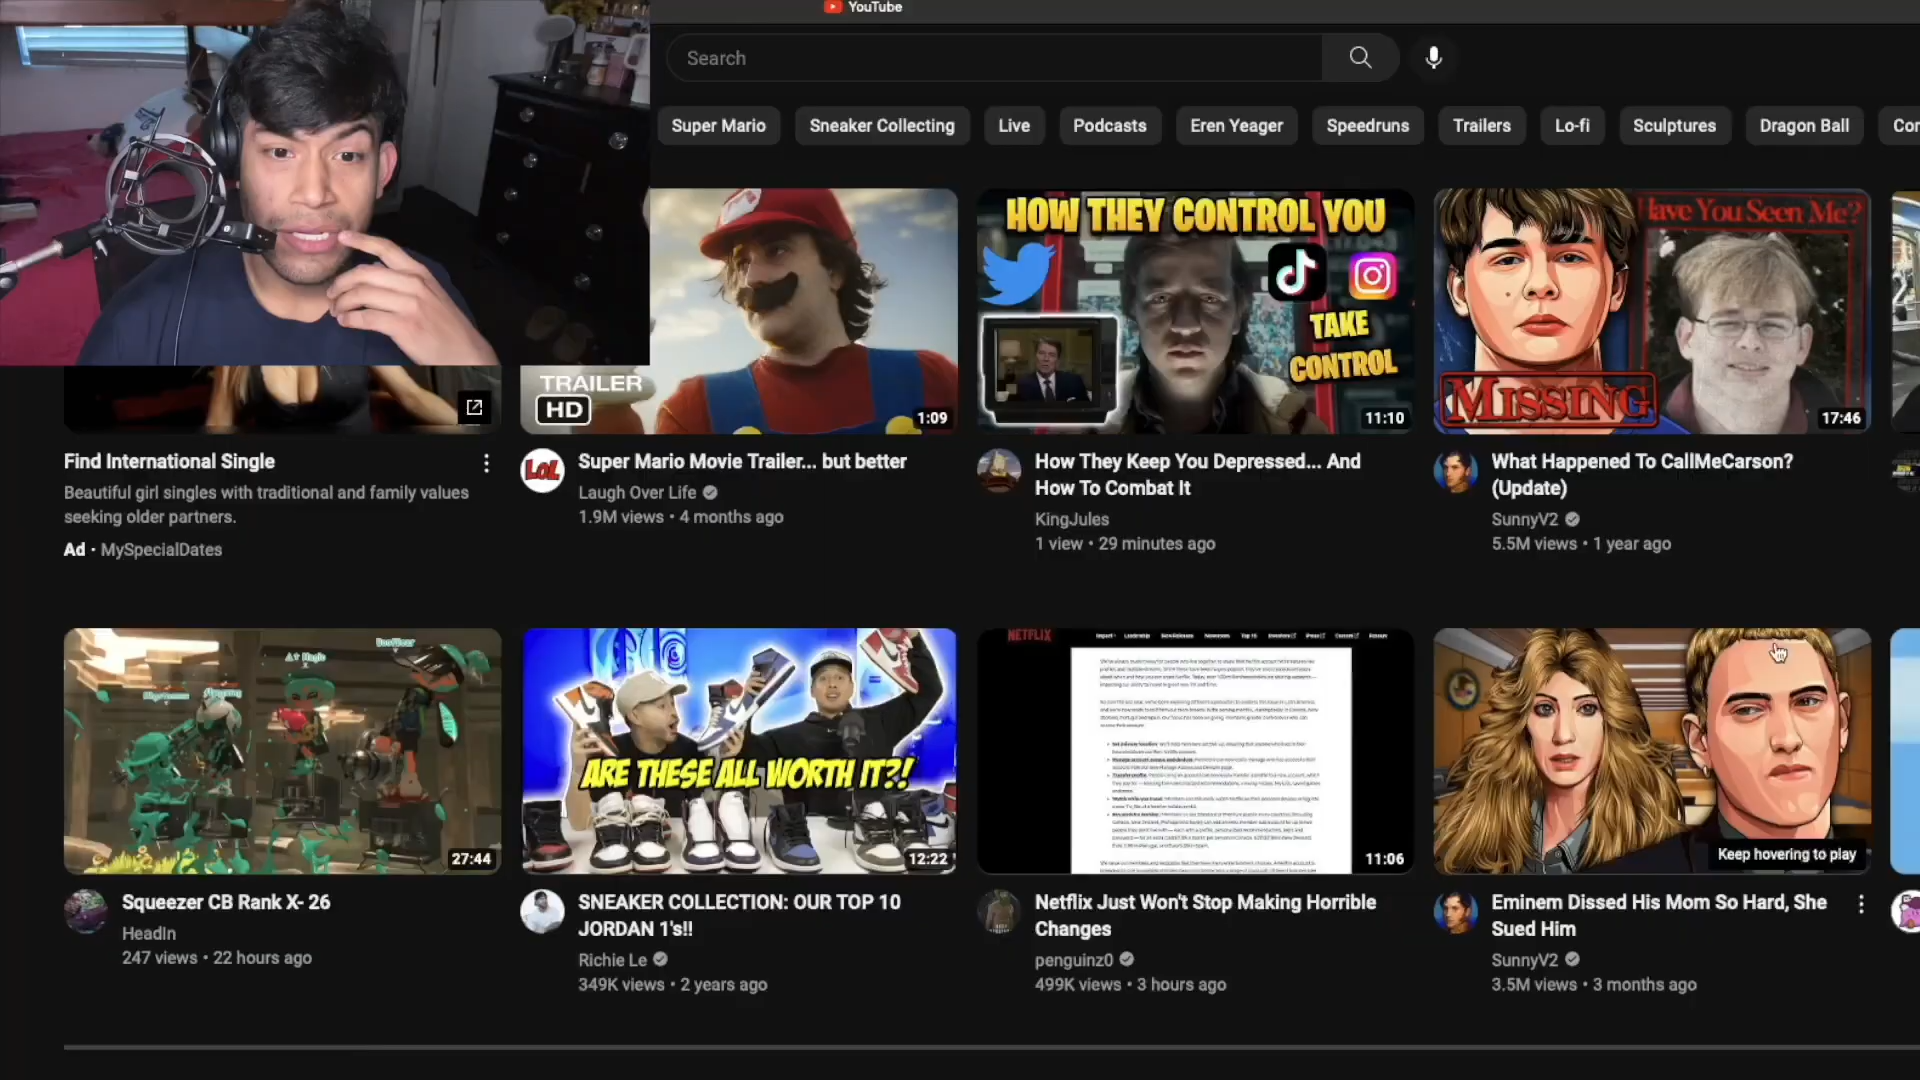 YouTube
Search
Super Mario
Sneaker Collecting
Live
Podcasts
Eren Yeager
Speedruns
Trailers
Lo-fi
Sculptures
Dragon Ball
TRAILER
HD
1:09
HOW THEY CONTROL YOU
TAKE
CONTROL
11:10
Have You Seen Me?
MISSING
17:46
Find International Single
Beautiful girl singles with traditional and family values
seeking older partners.
Ad · MySpecialDates
LOL
Super Mario Movie Trailer... but better
Laugh Over Life
1.9M views • 4 months ago
How They Keep You Depressed... And
How To Combat It
KingJules
1 view • 29 minutes ago
What Happened To CallMeCarson?
(Update)
SunnyV2
5.5M views • 1 year ago
27:44
ARE THESE ALL WORTH IT?!
12:22
NETFLIX
11:06
Keep hovering to play
Squeezer CB Rank X- 26
HeadIn
247 views • 22 hours ago
SNEAKER COLLECTION: OUR TOP 10
JORDAN 1's!!
Richie Le
349K views • 2 years ago
Netflix Just Won't Stop Making Horrible
Changes
penguinz0
499K views • 3 hours ago
Eminem Dissed His Mom So Hard, She
Sued Him
SunnyV2
3.5M views • 3 months ago